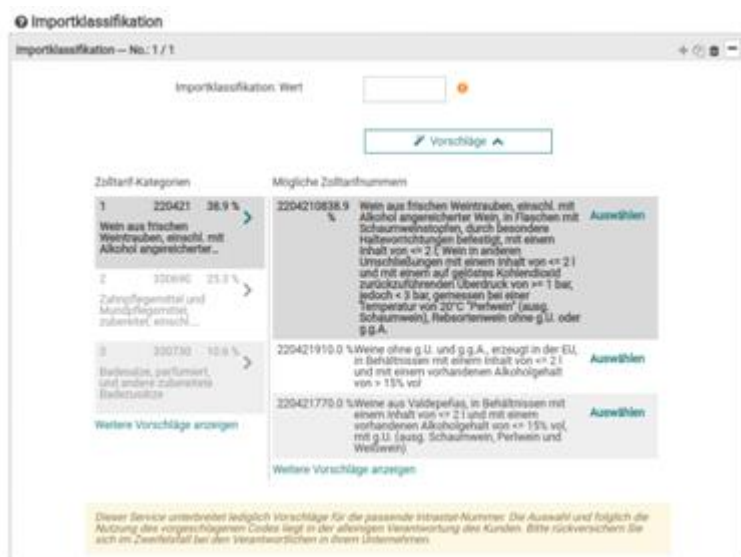 Importklassifikation
Importklassifikation — No.: 1 / 1
Importklassifikation: Wert
Vorschläge
Zolltarif-Kategorien
Mögliche Zolltarifnummern
1 220421 38.9 %
Wein aus frischen
Weintrauben, einschl. mit
Alkohol angereicherter...
2 330690 25.3 %
Zahnpflegemittel und
Mundpflegemittel,
zubereitet, einschl....
3 330730 10.6 %
Badesalze, parfümiert,
und andere zubereitete
Badezusätze
Weitere Vorschläge anzeigen
2204210838.9
%
Wein aus frischen Weintrauben, einschl. mit
Alkohol angereicherter Wein, in Flaschen mit
Schaumweinstopfen, durch besondere
Haltevorrichtungen befestigt, mit einem
Inhalt von <= 2 l; Wein in anderen
Umschließungen mit einem Inhalt von <= 2 l
und mit einem auf gelöstes Kohlendioxid
zurückzuführenden Überdruck von >= 1 bar,
jedoch < 3 bar, gemessen bei einer
Temperatur von 20°C "Perlwein" (ausg.
Schaumwein), Rebsortenwein ohne g.U. oder
g.g.A.
Auswählen
220421910.0 %
Weine ohne g.U. und g.g.A., erzeugt in der EU,
in Behältnissen mit einem Inhalt von <= 2 l
und mit einem vorhandenen Alkoholgehalt
von > 15% vol
Auswählen
220421770.0 %
Weine aus Valdepeñas, in Behältnissen mit
einem Inhalt von <= 2 l und mit einem
vorhandenen Alkoholgehalt von <= 15% vol,
mit g.U. (ausg. Schaumwein, Perlwein und
Weißwein)
Auswählen
Weitere Vorschläge anzeigen
Dieser Service unterbreitet lediglich Vorschläge für die passende Intrastat-Nummer. Die Auswahl und folglich die
Nutzung des vorgeschlagenen Codes liegt in der alleinigen Verantwortung des Kunden. Bitte rückversichern Sie
sich im Zweifelsfall bei den Verantwortlichen in Ihrem Unternehmen.